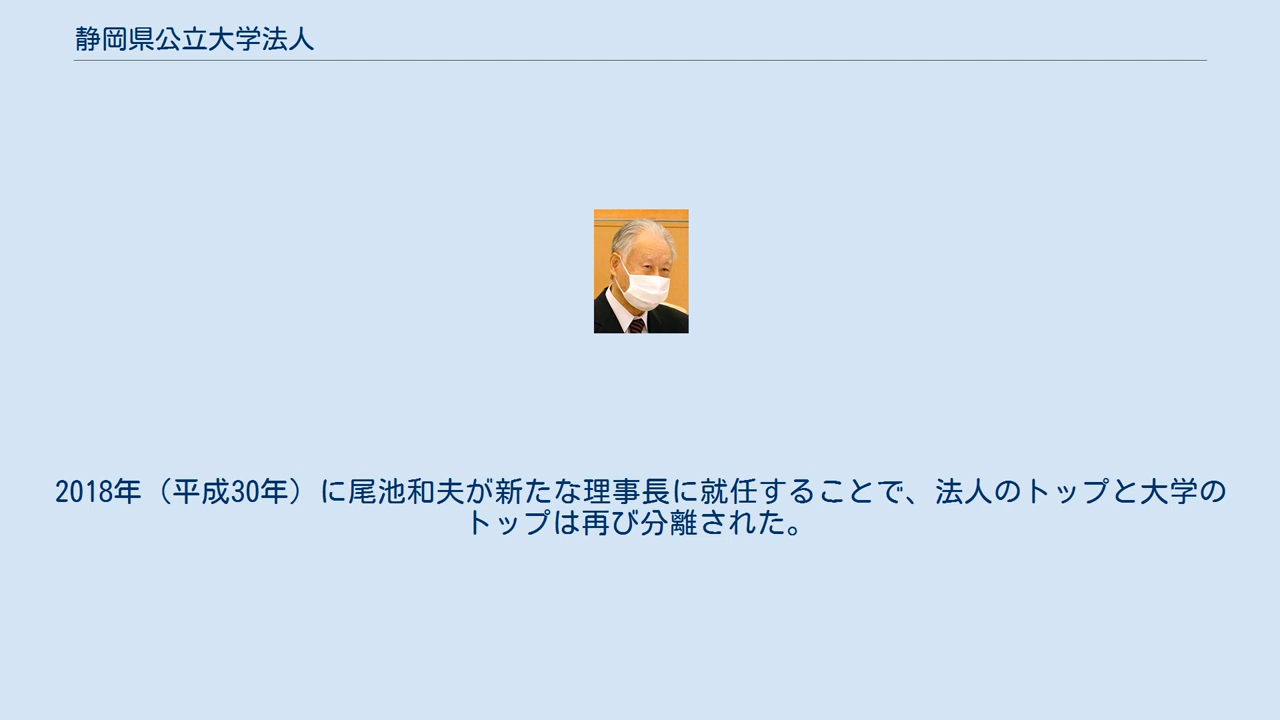 静岡県公立大学法人
2018年（平成30年）に尾池和夫が新たな理事長に就任することで、法人のトップと大学の
トップは再び分離された。